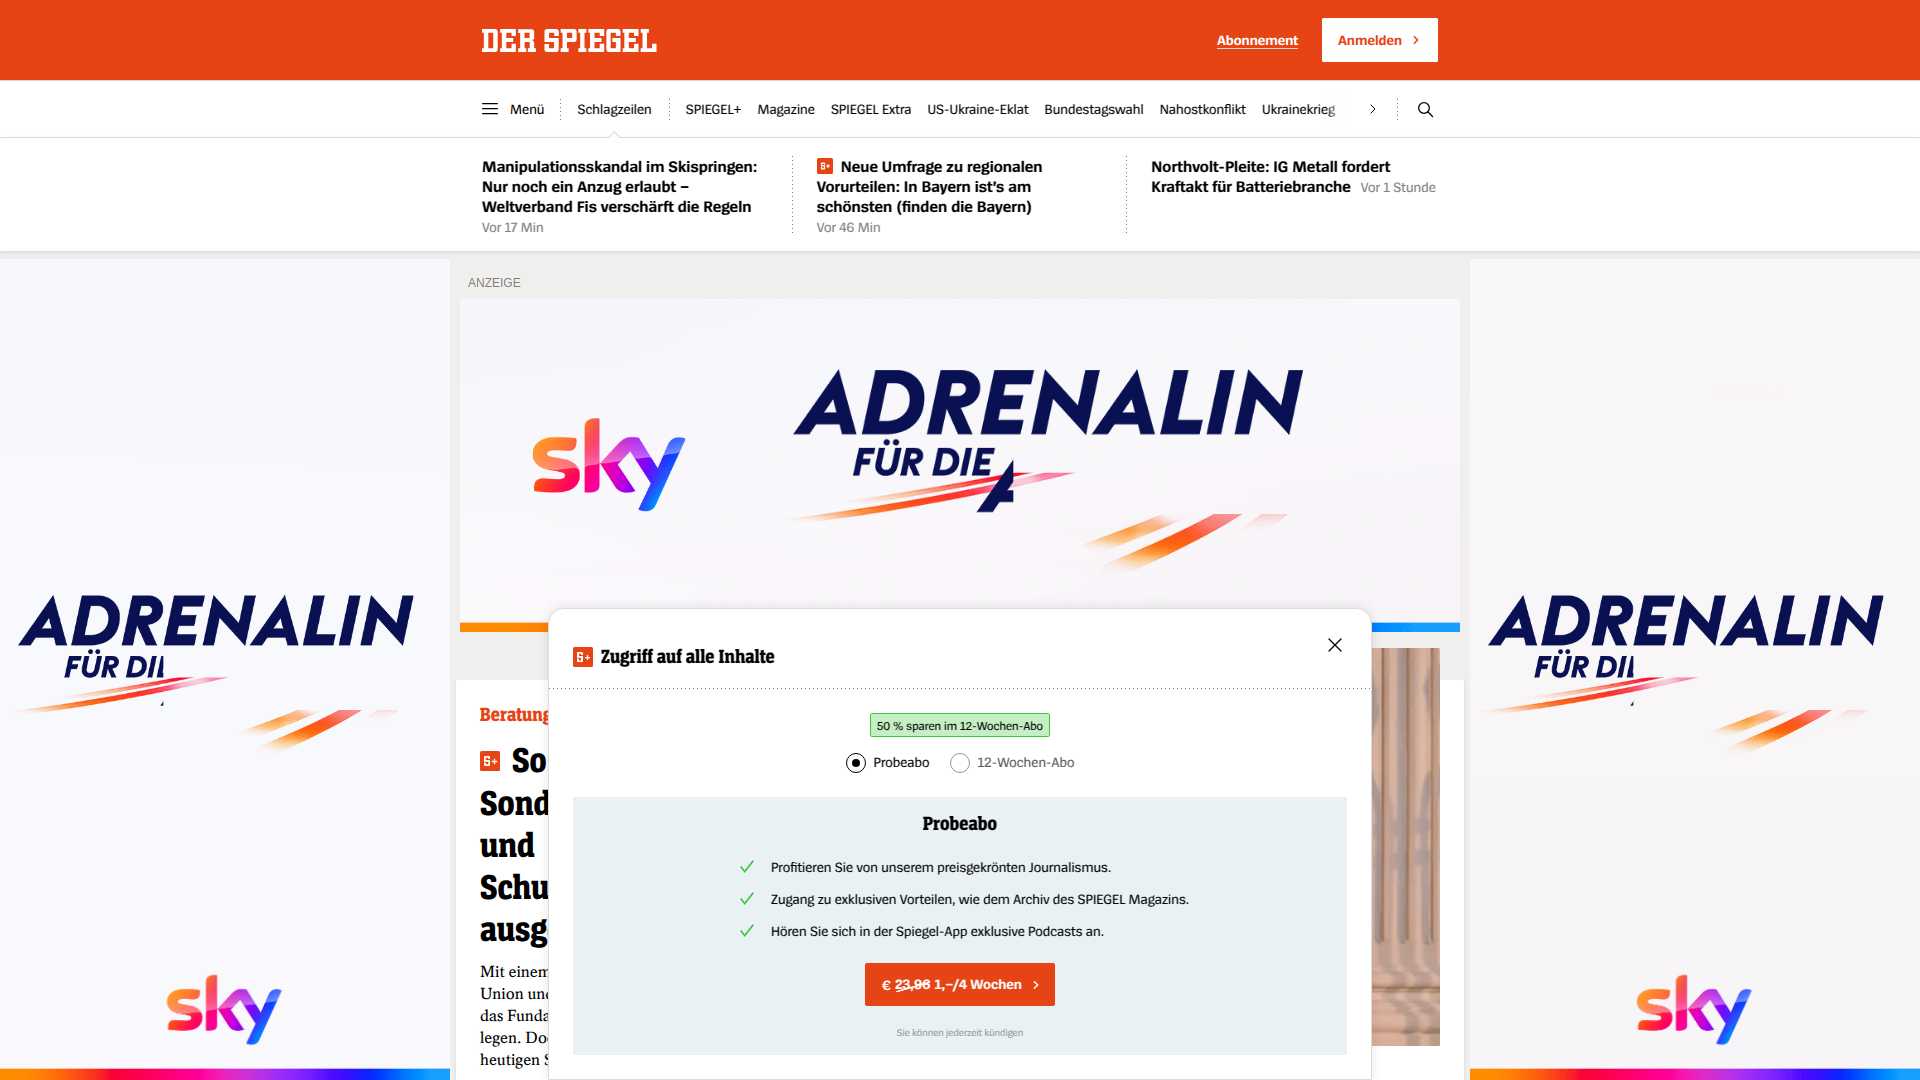 DER SPIEGEL
Abonnement
Anmelden
Menü
Schlagzeilen
SPIEGEL+
Magazine
SPIEGEL Extra
US-Ukraine-Eklat
Bundestagswahl
Nahostkonflikt
Ukrainekrieg
Manipulationsskandal im Skispringen:
Nur noch ein Anzug erlaubt –
Weltverband Fis verschärft die Regeln
Vor 17 Min
Neue Umfrage zu regionalen
Vorurteilen: In Bayern ist's am
schönsten (finden die Bayern)
Vor 46 Min
Northvolt-Pleite: IG Metall fordert
Kraftakt für Batteriebranche Vor 1 Stunde
ANZEIGE
sky
ADRENALIN
FÜR DIE A
ADRENALIN
FÜR DI
sky
ADRENALIN
FÜR DI
sky
Beratung
So
Sond
und
Schu
ausg
Mit einem
Union un
das Funda
legen. Do
heutigen S
Zugriff auf alle Inhalte
50 % sparen im 12-Wochen-Abo
Probeabo
12-Wochen-Abo
Probeabo
Profitieren Sie von unserem preisgekrönten Journalismus.
Zugang zu exklusiven Vorteilen, wie dem Archiv des SPIEGEL Magazins.
Hören Sie sich in der Spiegel-App exklusive Podcasts an.
€ 23,96 1,–/4 Wochen
Sie können jederzeit kündigen